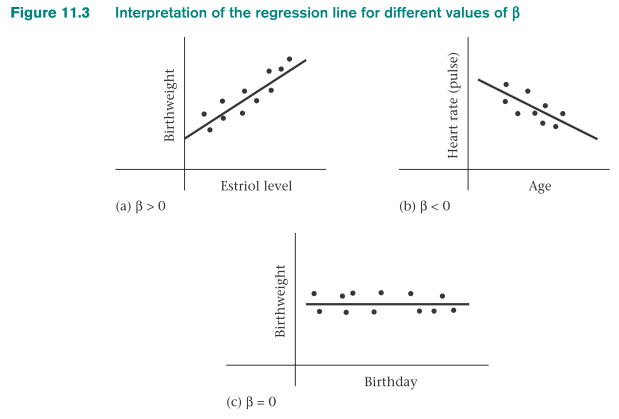 Figure 11.3 Interpretation of the regression line for different values of β
Birthweight
Estriol level
(a) β > 0
Heart rate (pulse)
Age
(b) β < 0
Birthweight
Birthday
(c) β = 0